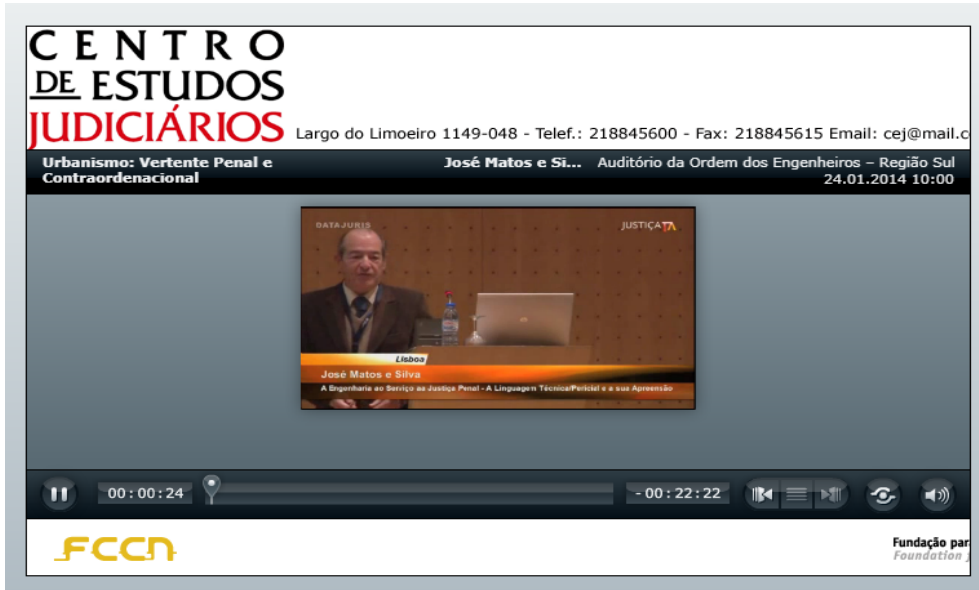 CENTRO
DE ESTUDOS
JUDICIÁRIOS
Largo do Limoeiro 1149-048 - Telef.: 218845600 - Fax: 218845615 Email: cej@mail.c
Urbanismo: Vertente Penal e
Contraordenacional
José Matos e Si...
Auditório da Ordem dos Engenheiros – Região Sul
24.01.2014 10:00
DATAJURIS
JUSTIÇA TV
Lisboa
José Matos e Silva
A Engenharia ao Serviço aa Justiça Penal - A Linguagem Técnica/Pericial e a sua Apreensão
00:00:24
- 00:22:22
FCCN
Fundação par
Foundation